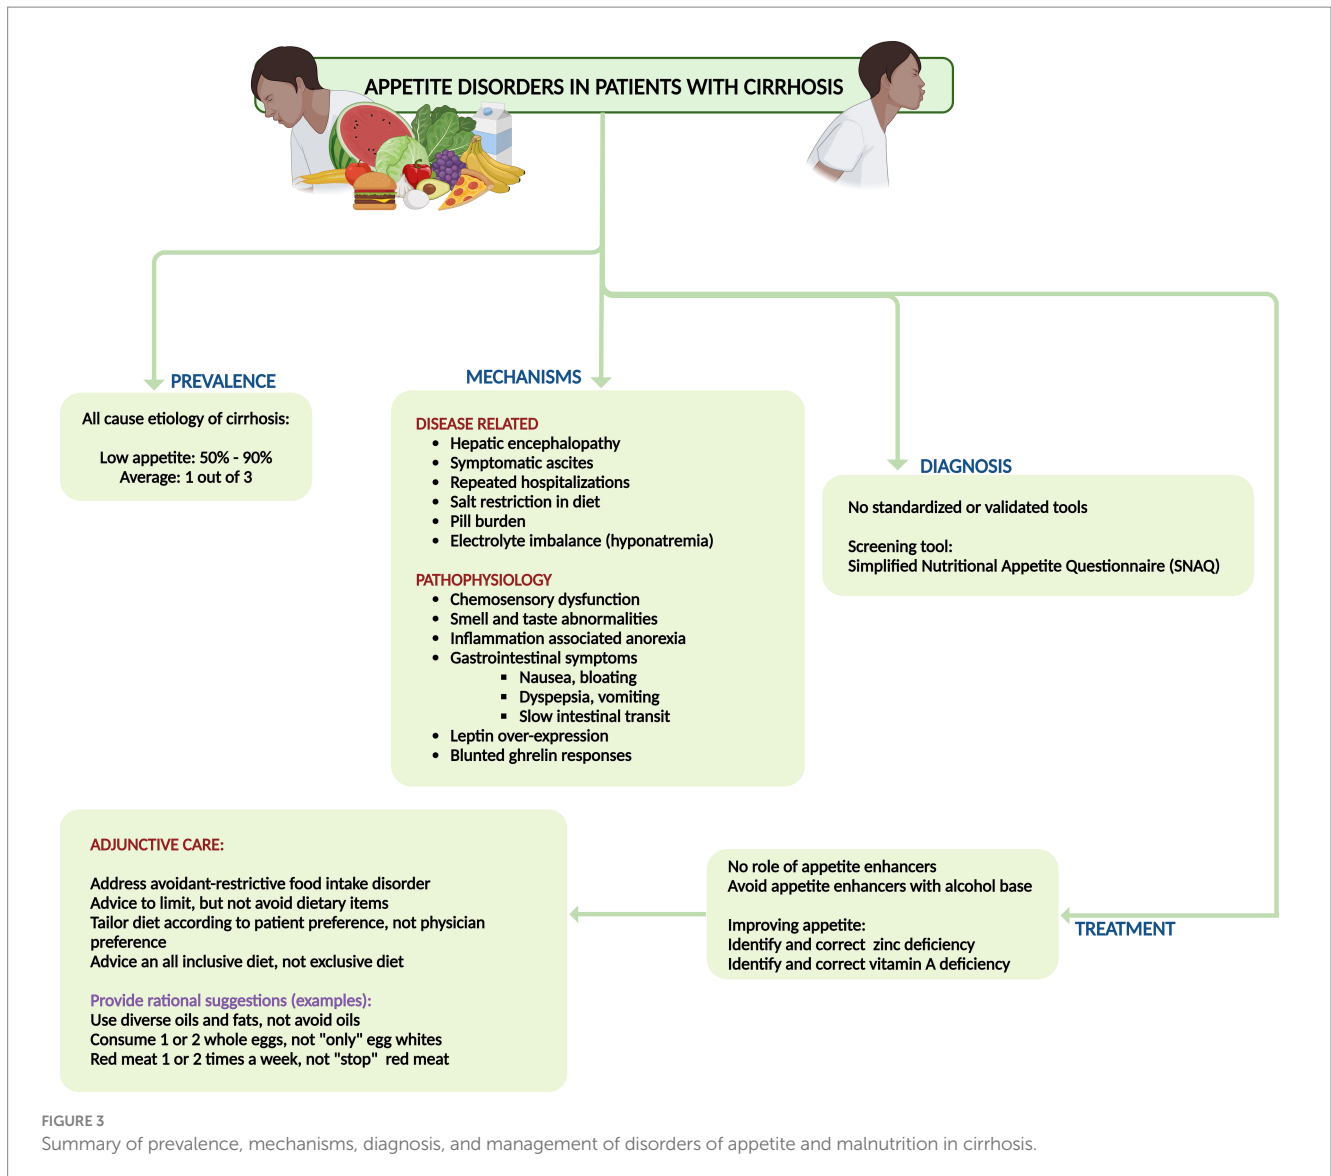 APPETITE DISORDERS IN PATIENTS WITH CIRRHOSIS
PREVALENCE
All cause etiology of cirrhosis:
Low appetite: 50% - 90%
Average: 1 out of 3
MECHANISMS
DISEASE RELATED
• Hepatic encephalopathy
• Symptomatic ascites
• Repeated hospitalizations
• Salt restriction in diet
• Pill burden
• Electrolyte imbalance (hyponatremia)
PATHOPHYSIOLOGY
• Chemosensory dysfunction
• Smell and taste abnormalities
• Inflammation associated anorexia
• Gastrointestinal symptoms
▪ Nausea, bloating
▪ Dyspepsia, vomiting
▪ Slow intestinal transit
• Leptin over-expression
• Blunted ghrelin responses
DIAGNOSIS
No standardized or validated tools
Screening tool:
Simplified Nutritional Appetite Questionnaire (SNAQ)
TREATMENT
No role of appetite enhancers
Avoid appetite enhancers with alcohol base
Improving appetite:
Identify and correct  zinc deficiency
Identify and correct vitamin A deficiency
ADJUNCTIVE CARE:
Address avoidant-restrictive food intake disorder
Advice to limit, but not avoid dietary items
Tailor diet according to patient preference, not physician
preference
Advice an all inclusive diet, not exclusive diet
Provide rational suggestions (examples):
Use diverse oils and fats, not avoid oils
Consume 1 or 2 whole eggs, not "only" egg whites
Red meat 1 or 2 times a week, not "stop"  red meat
FIGURE 3
Summary of prevalence, mechanisms, diagnosis, and management of disorders of appetite and malnutrition in cirrhosis.